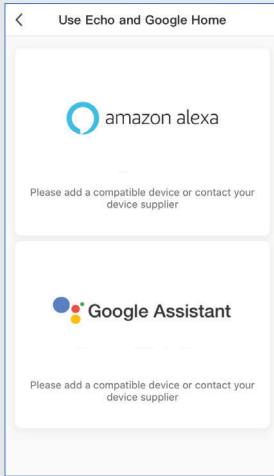 Use Echo and Google Home
amazon alexa
Please add a compatible device or contact your
device supplier
Google Assistant
Please add a compatible device or contact your
device supplier